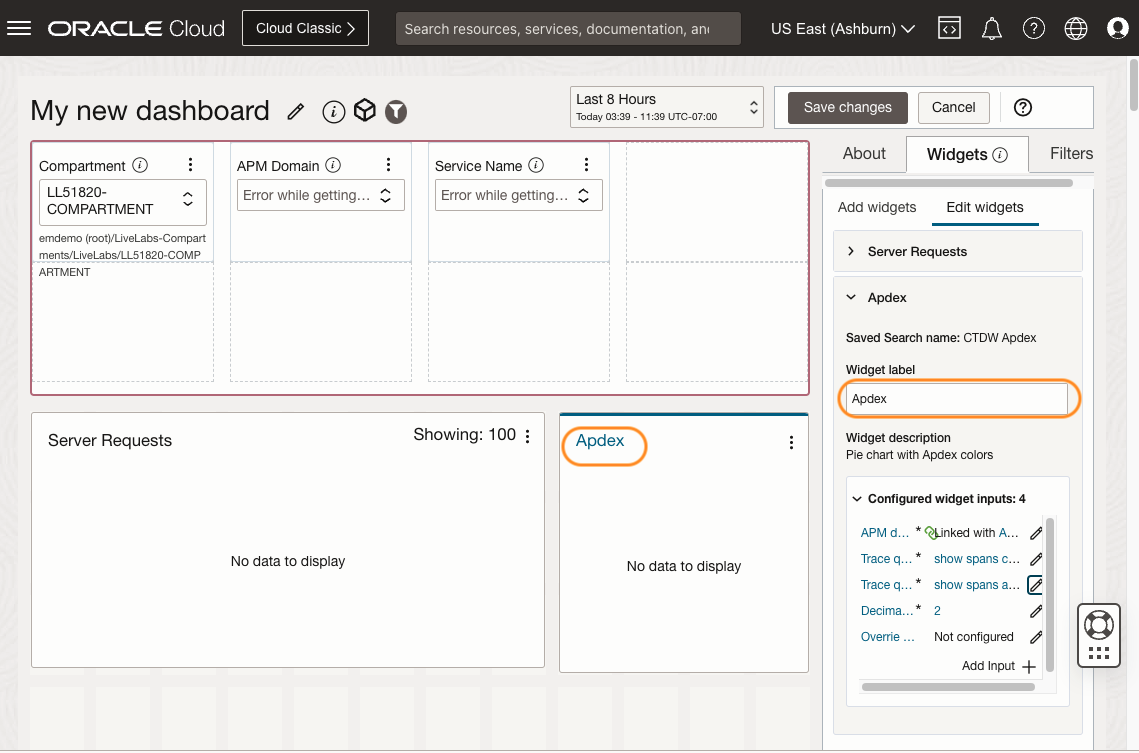 ORACLE Cloud
Cloud Classic
Search resources, services, documentation, an
US East (Ashburn)
My new dashboard
Last 8 Hours
Today 03:39 - 11:39 UTC-07:00
Save changes
Cancel
Compartment
LL51820-
COMPARTMENT
emdemo (root)/LiveLabs-Compart
ments/LiveLabs/LL51820-COMP
ARTMENT
APM Domain
Error while getting...
Service Name
Error while getting...
About
Widgets
Filters
Add widgets
Edit widgets
Server Requests
Apdex
Saved Search name: CTDW Apdex
Widget label
Apdex
Widget description
Pie chart with Apdex colors
Configured widget inputs: 4
APM d... * Linked with A...
Trace q... * show spans c...
Trace q... * show spans a...
Decima... * 2
Overrie ... Not configured
Add Input
Server Requests
Showing: 100
No data to display
Apdex
No data to display